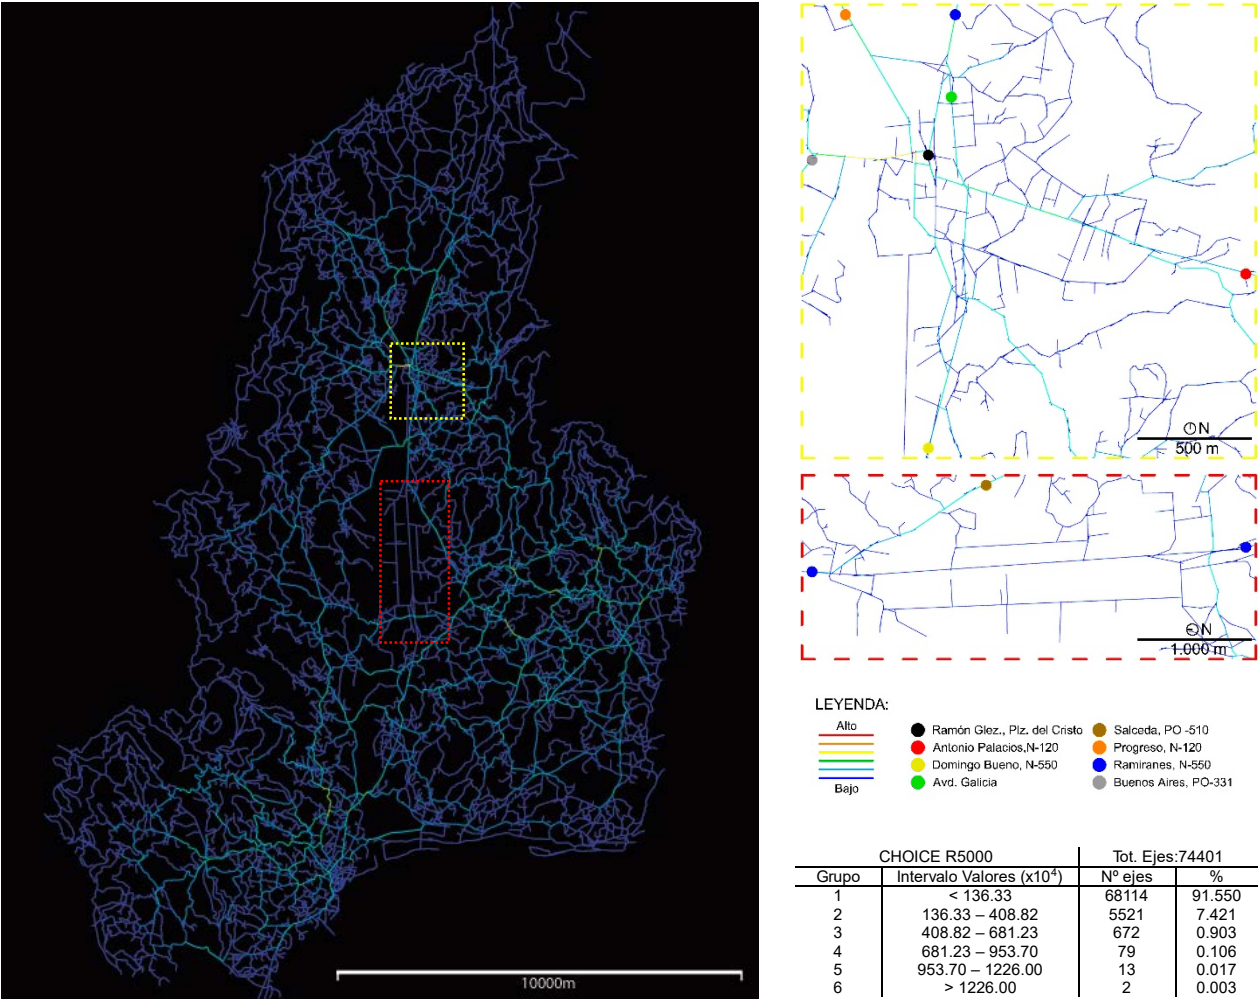 10000m
N
500 m
N
1.000 m
LEYENDA:
Alto
Bajo
Ramón Glez., Plz. del Cristo
Antonio Palacios,N-120
Domingo Bueno, N-550
Avd. Galicia
Salceda, PO -510
Progreso, N-120
Ramiranes, N-550
Buenos Aires, PO-331
CHOICE R5000 Tot. Ejes:74401
Grupo Intervalo Valores (x10⁴) Nº ejes %
1 < 136.33 68114 91.550
2 136.33 – 408.82 5521 7.421
3 408.82 – 681.23 672 0.903
4 681.23 – 953.70 79 0.106
5 953.70 – 1226.00 13 0.017
6 > 1226.00 2 0.003